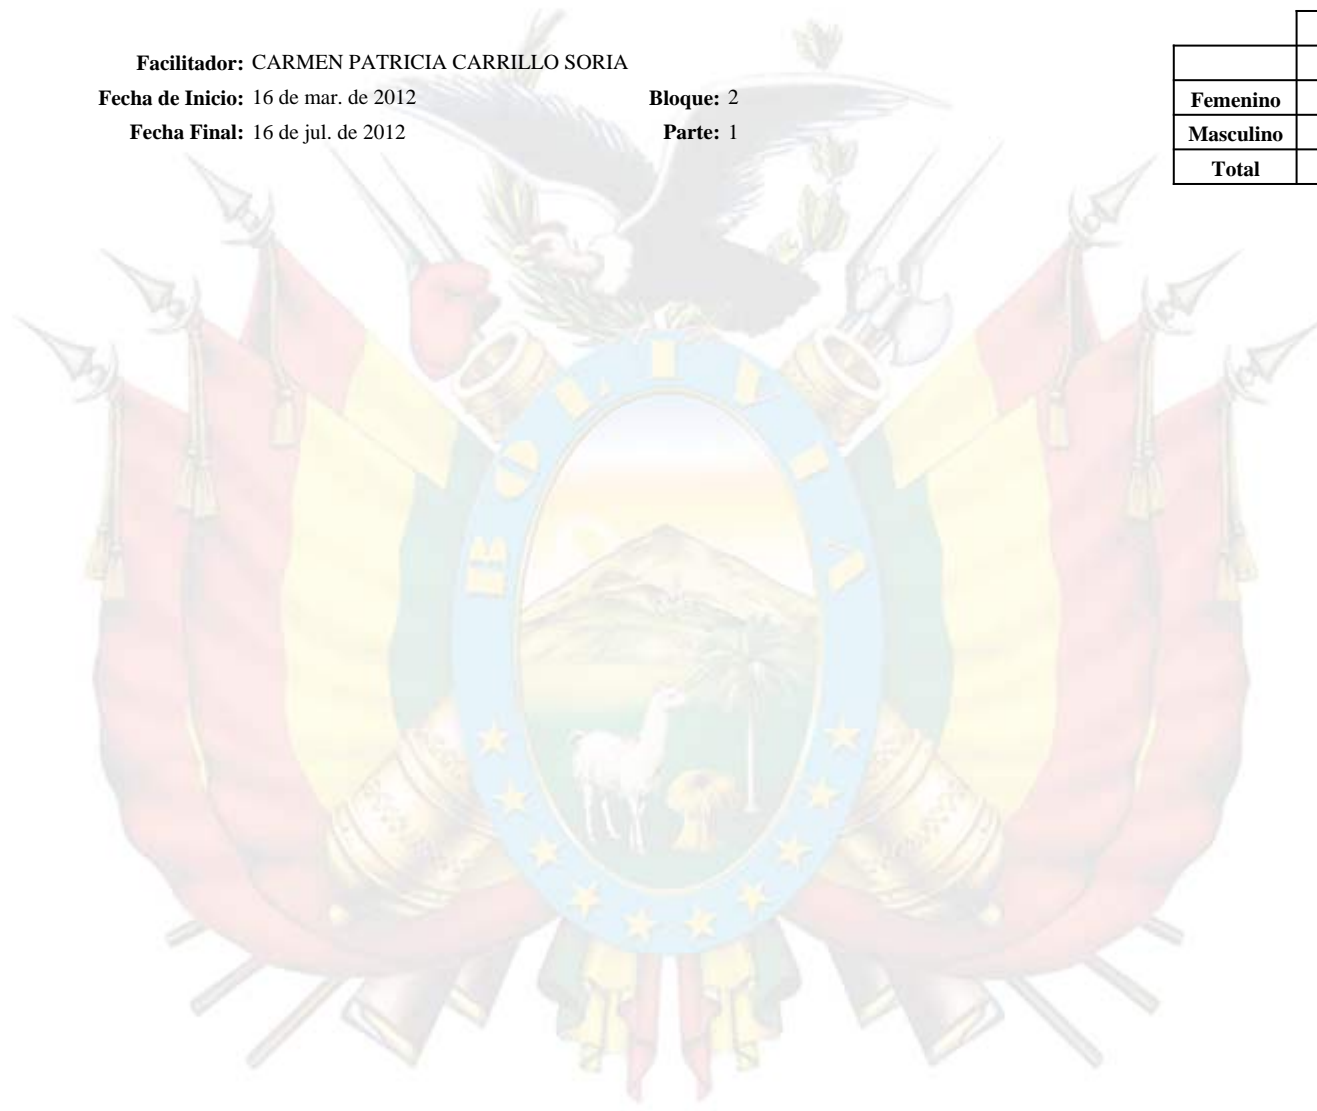 Facilitador: CARMEN PATRICIA CARRILLO SORIA
Fecha de Inicio: 16 de mar. de 2012 Bloque: 2
Fecha Final: 16 de jul. de 2012 Parte: 1
Femenino
Masculino
Total
BOLIVIA